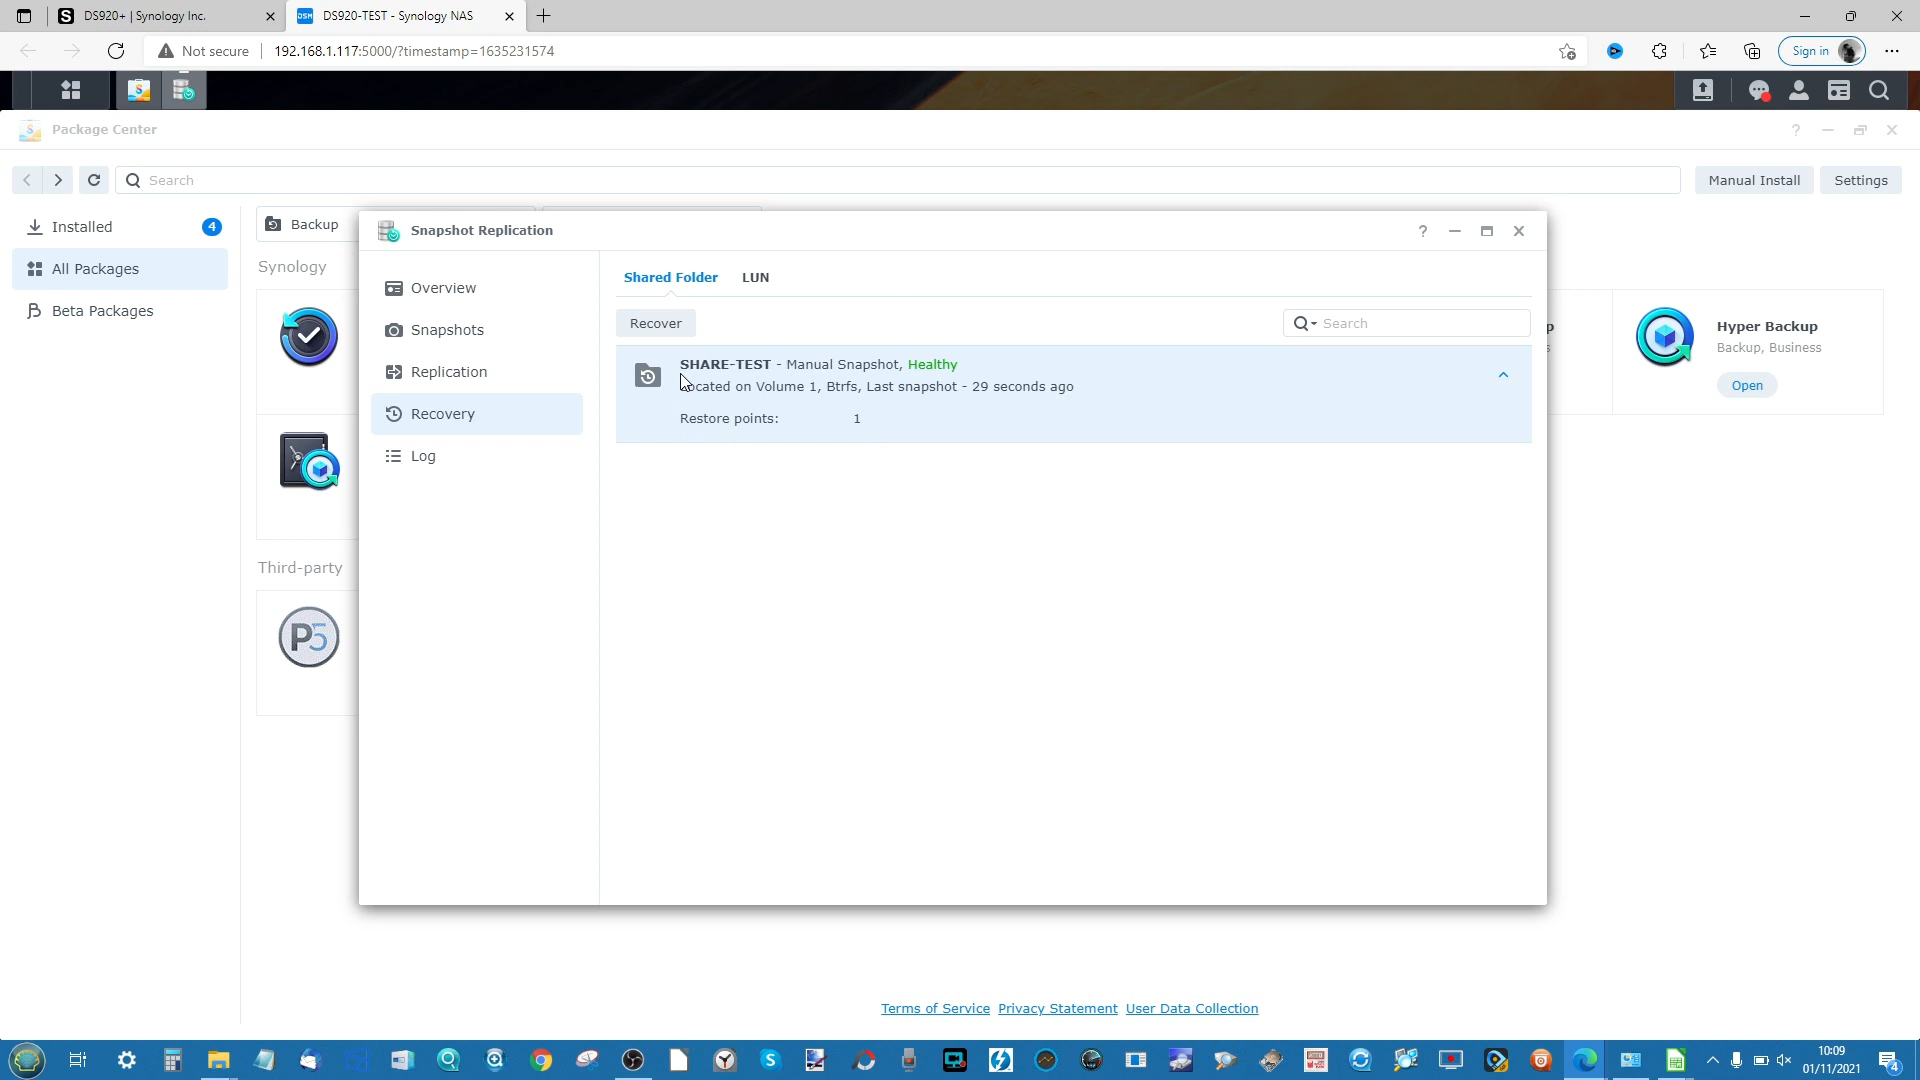 DS920+ | Synology Inc.
DS920-TEST - Synology NAS
Not secure
192.168.1.117:5000/?timestamp=1635231574
Sign in
Package Center
Search
Manual Install
Settings
Installed
4
All Packages
Beta Packages
Backup
Synology
Third-party
P5
Snapshot Replication
Overview
Snapshots
Replication
Recovery
Log
Shared Folder
LUN
Recover
Search
SHARE-TEST - Manual Snapshot, Healthy
ocated on Volume 1, Btrfs, Last snapshot - 29 seconds ago
Restore points: 1
p
s
Hyper Backup
Backup, Business
Open
Terms of Service Privacy Statement User Data Collection
10:09
01/11/2021
4